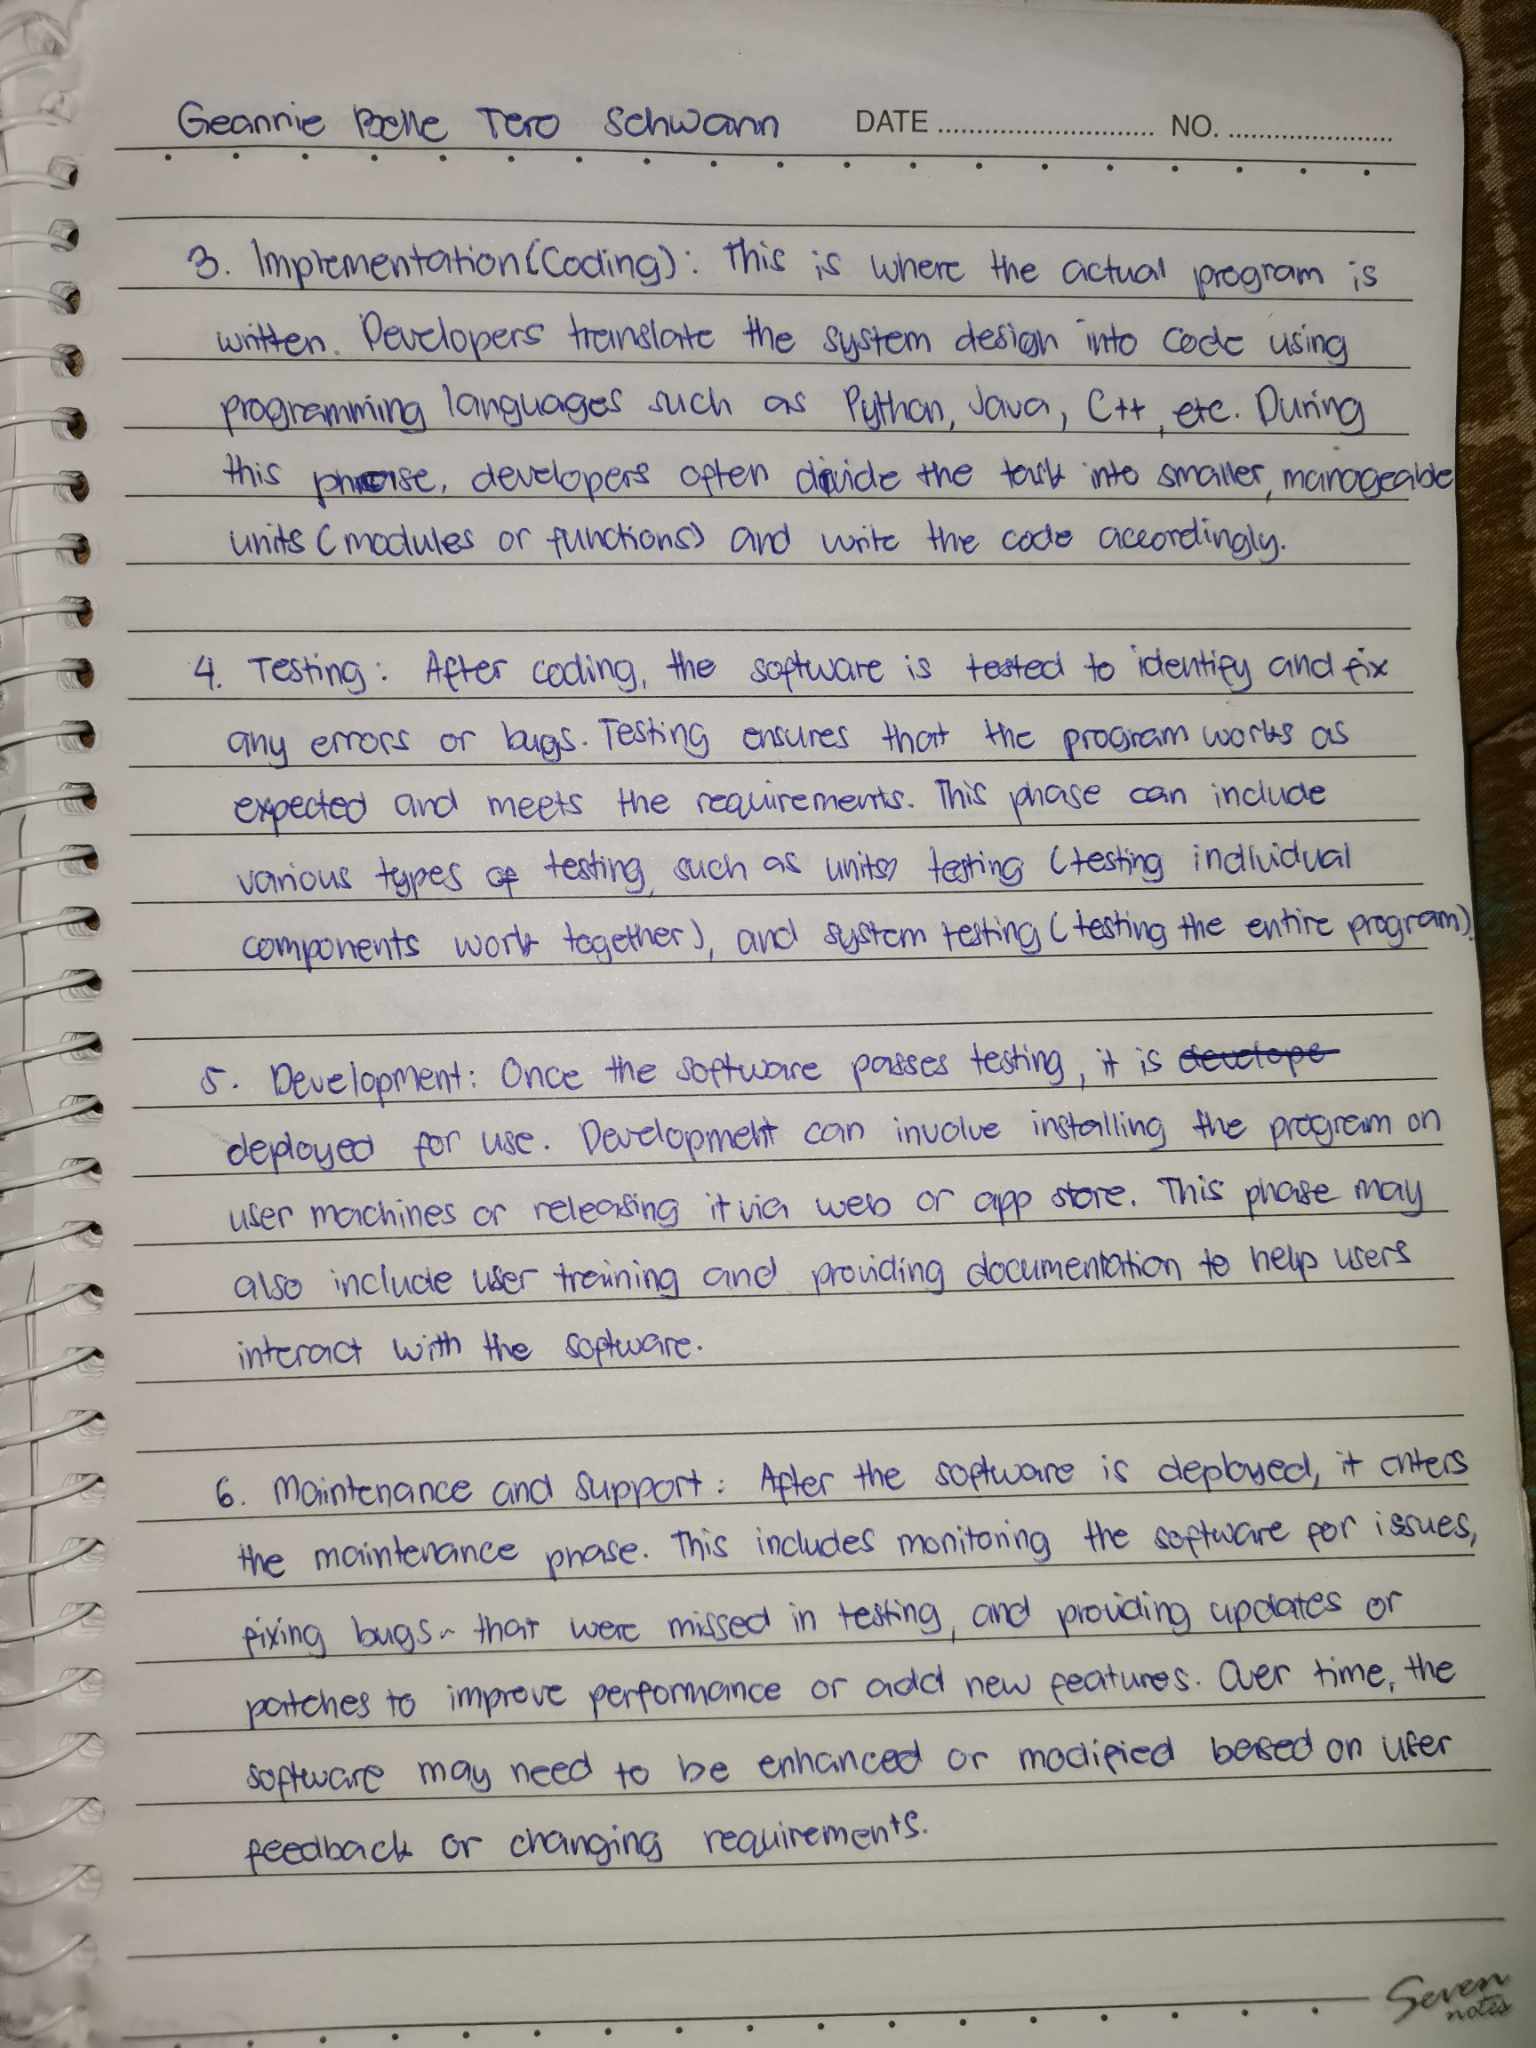 Geannie Belle Tero Schwann DATE ............................ NO. ......................
3. Implementation (Coding): This is where the actual program is
written. Developers translate the system design into code using
programming languages such as Python, Java, C++, etc. During
this phase, developers often divide the task into smaller, manageable
units (modules or functions) and write the code accordingly.
4. Testing: After coding, the software is tested to identify and fix
any errors or bugs. Testing ensures that the program works as
expected and meets the requirements. This phase can include
various types of testing, such as units testing (testing individual
components work together), and system testing (testing the entire program).
5. Development: Once the software passes testing, it is develope
deployed for use. Development can involve installing the program on
user machines or releasing it via web or app store. This phase may
also include user training and providing documentation to help users
interact with the software.
6. Maintenance and Support: After the software is deployed, it enters
the maintenance phase. This includes monitoring the software for issues,
fixing bugs that were missed in testing, and providing updates or
patches to improve performance or add new features. Over time, the
software may need to be enhanced or modified based on user
feedback or changing requirements.
Seven
notes